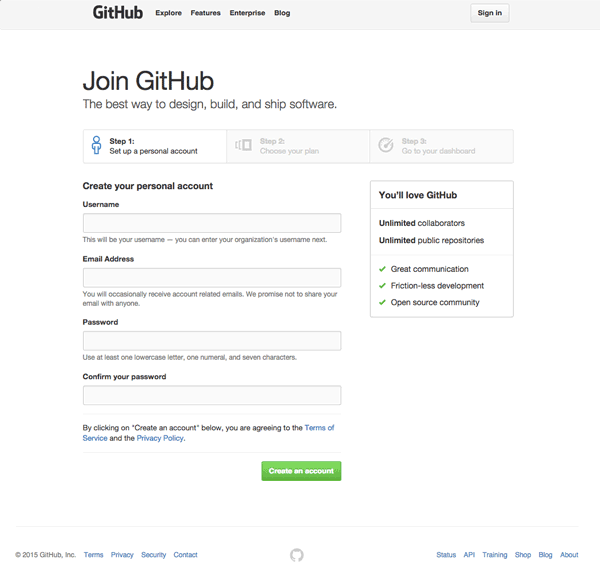 GitHub Explore Features Enterprise Blog Sign in
Join GitHub
The best way to design, build, and ship software.
Step 1:
Set up a personal account
Step 2:
Choose your plan
Step 3:
Go to your dashboard
Create your personal account
Username
This will be your username — you can enter your organization's username next.
Email Address
You will occasionally receive account related emails. We promise not to share your
email with anyone.
Password
Use at least one lowercase letter, one numeral, and seven characters.
Confirm your password
By clicking on "Create an account" below, you are agreeing to the Terms of
Service and the Privacy Policy.
Create an account
You'll love GitHub
Unlimited collaborators
Unlimited public repositories
Great communication
Friction-less development
Open source community
© 2015 GitHub, Inc. Terms Privacy Security Contact
Status API Training Shop Blog About